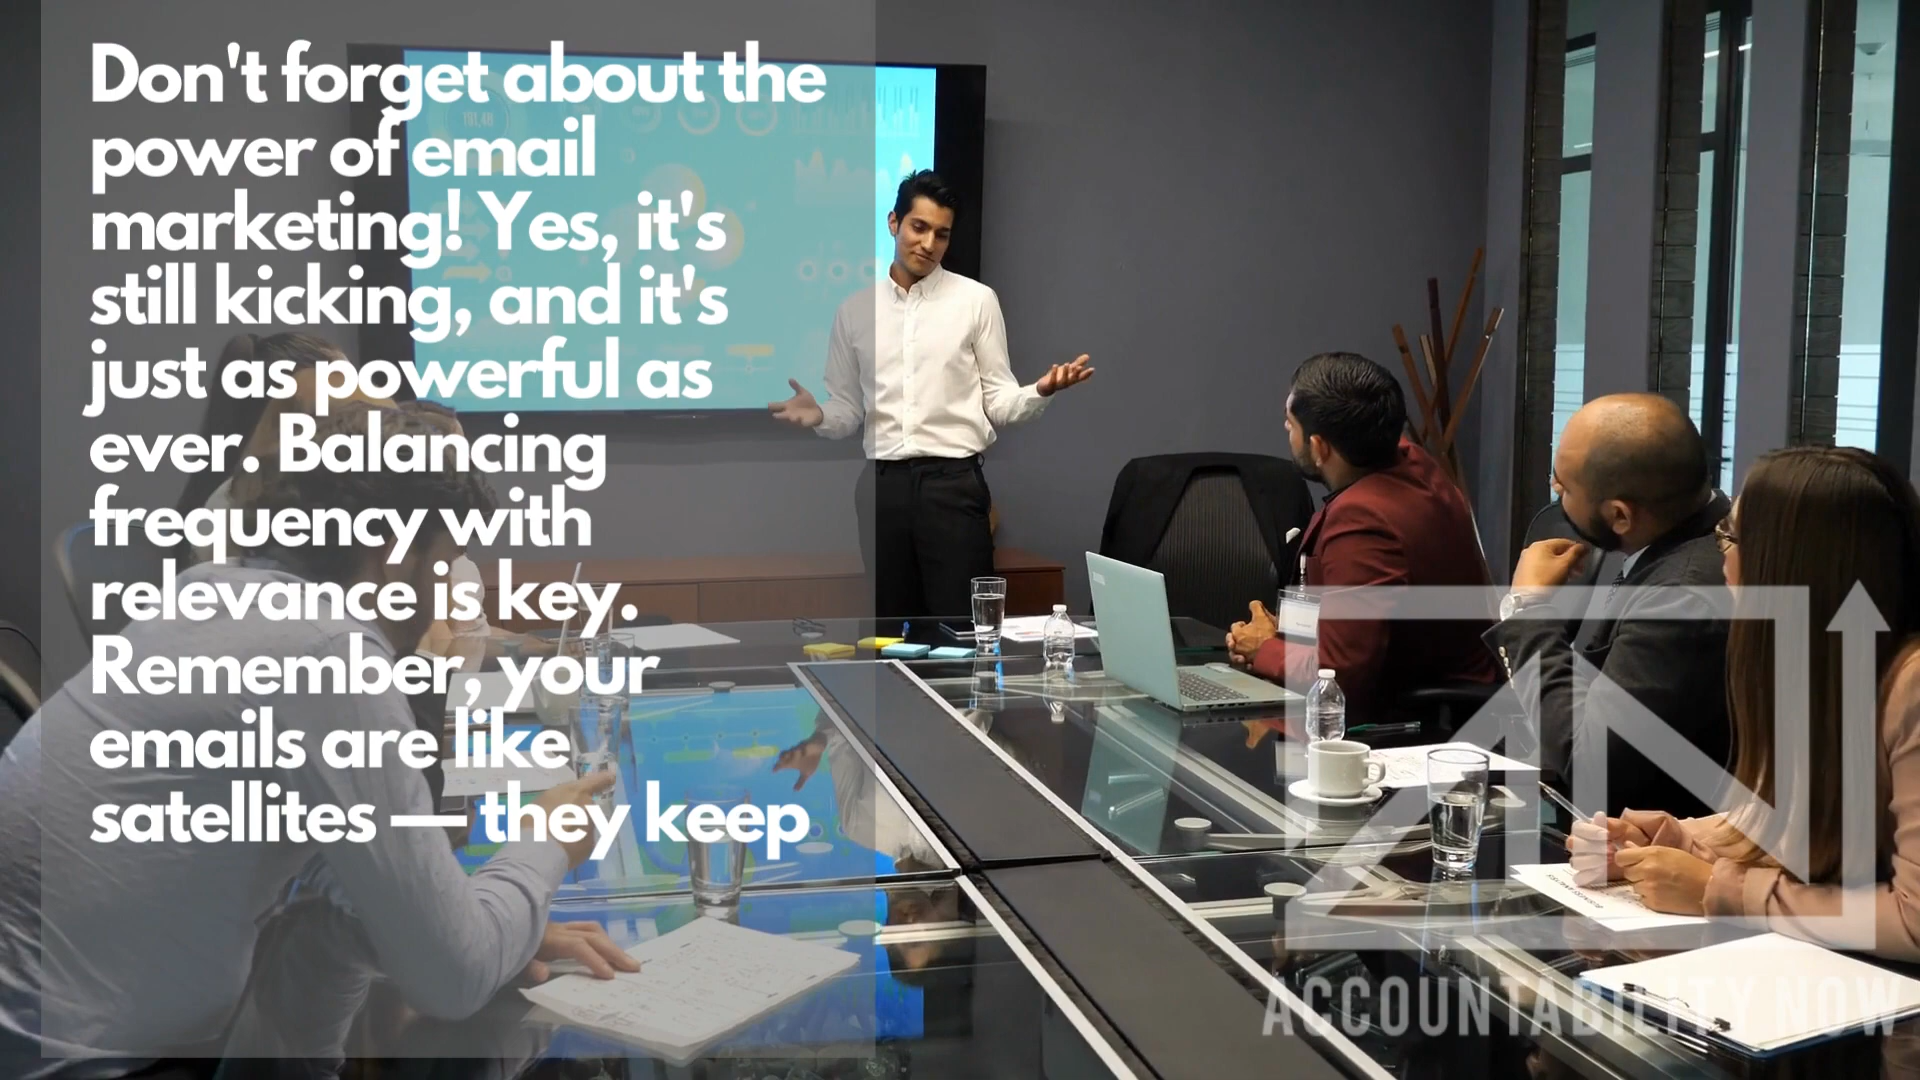 Don't forget about the
power of email
marketing! Yes, it's
still kicking, and it's
just as powerful as
ever. Balancing
frequency with
relevance is key.
Remember, your
emails are like
satellites — they keep
ACCOUNTABILITY NOW